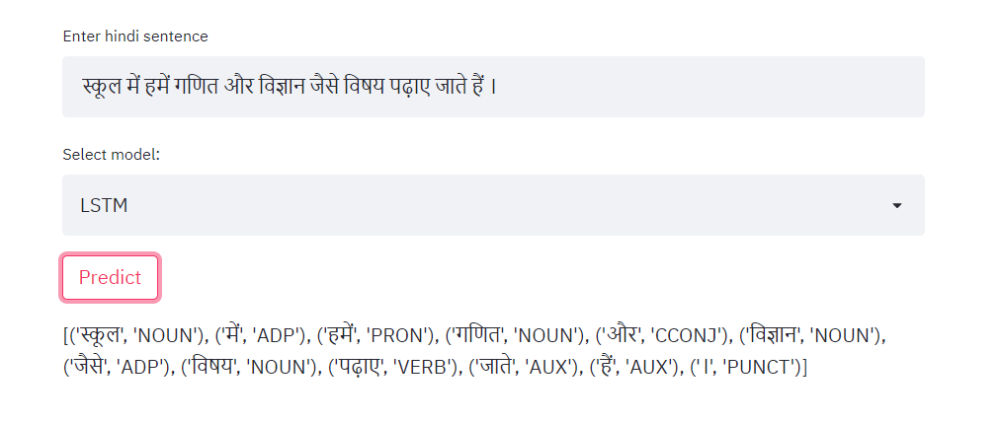 Enter hindi sentence
स्कूल में हमें गणित और विज्ञान जैसे विषय पढ़ाए जाते हैं ।
Select model:
LSTM
Predict
[('स्कूल', 'NOUN'), ('में', 'ADP'), ('हमें', 'PRON'), ('गणित', 'NOUN'), ('और', 'CCONJ'), ('विज्ञान', 'NOUN'),
('जैसे', 'ADP'), ('विषय', 'NOUN'), ('पढ़ाए', 'VERB'), ('जाते', 'AUX'), ('हैं', 'AUX'), ('।', 'PUNCT')]